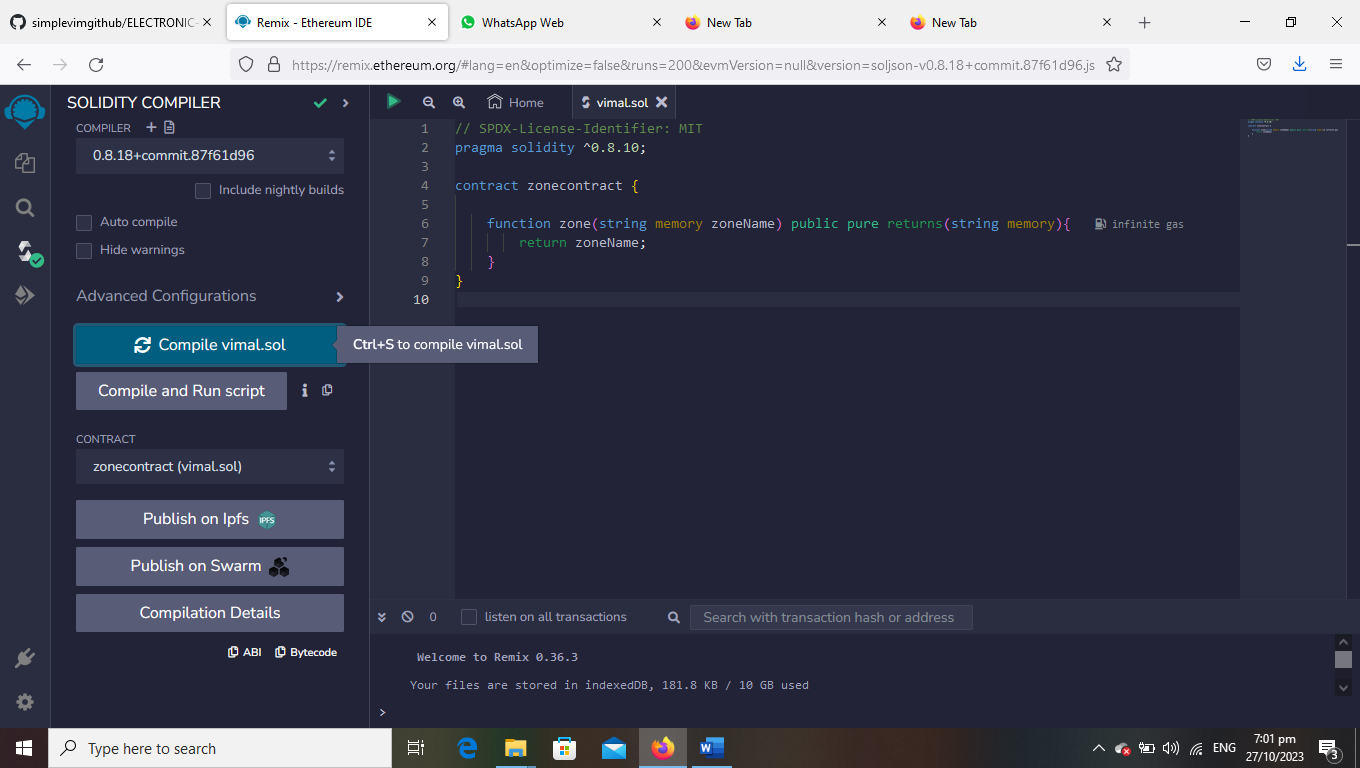 simplevimgithub/ELECTRONIC-
Remix - Ethereum IDE
WhatsApp Web
New Tab
New Tab
https://remix.ethereum.org/#lang=en&optimize=false&runs=200&evmVersion=null&version=soljson-v0.8.18+commit.87f61d96.js
SOLIDITY COMPILER
COMPILER
0.8.18+commit.87f61d96
Include nightly builds
Auto compile
Hide warnings
Advanced Configurations
Compile vimal.sol
Ctrl+S to compile vimal.sol
Compile and Run script
CONTRACT
zonecontract (vimal.sol)
Publish on Ipfs IPFS
Publish on Swarm
Compilation Details
ABI Bytecode
Home
vimal.sol
1 // SPDX-License-Identifier: MIT
2 pragma solidity ^0.8.10;
3
4 contract zonecontract {
5
6 function zone(string memory zoneName) public pure returns(string memory){ infinite gas
7 return zoneName;
8 }
9 }
10
0 listen on all transactions Search with transaction hash or address
Welcome to Remix 0.36.3
Your files are stored in indexedDB, 181.8 KB / 10 GB used
>
Type here to search
ENG
7:01 pm
27/10/2023
3